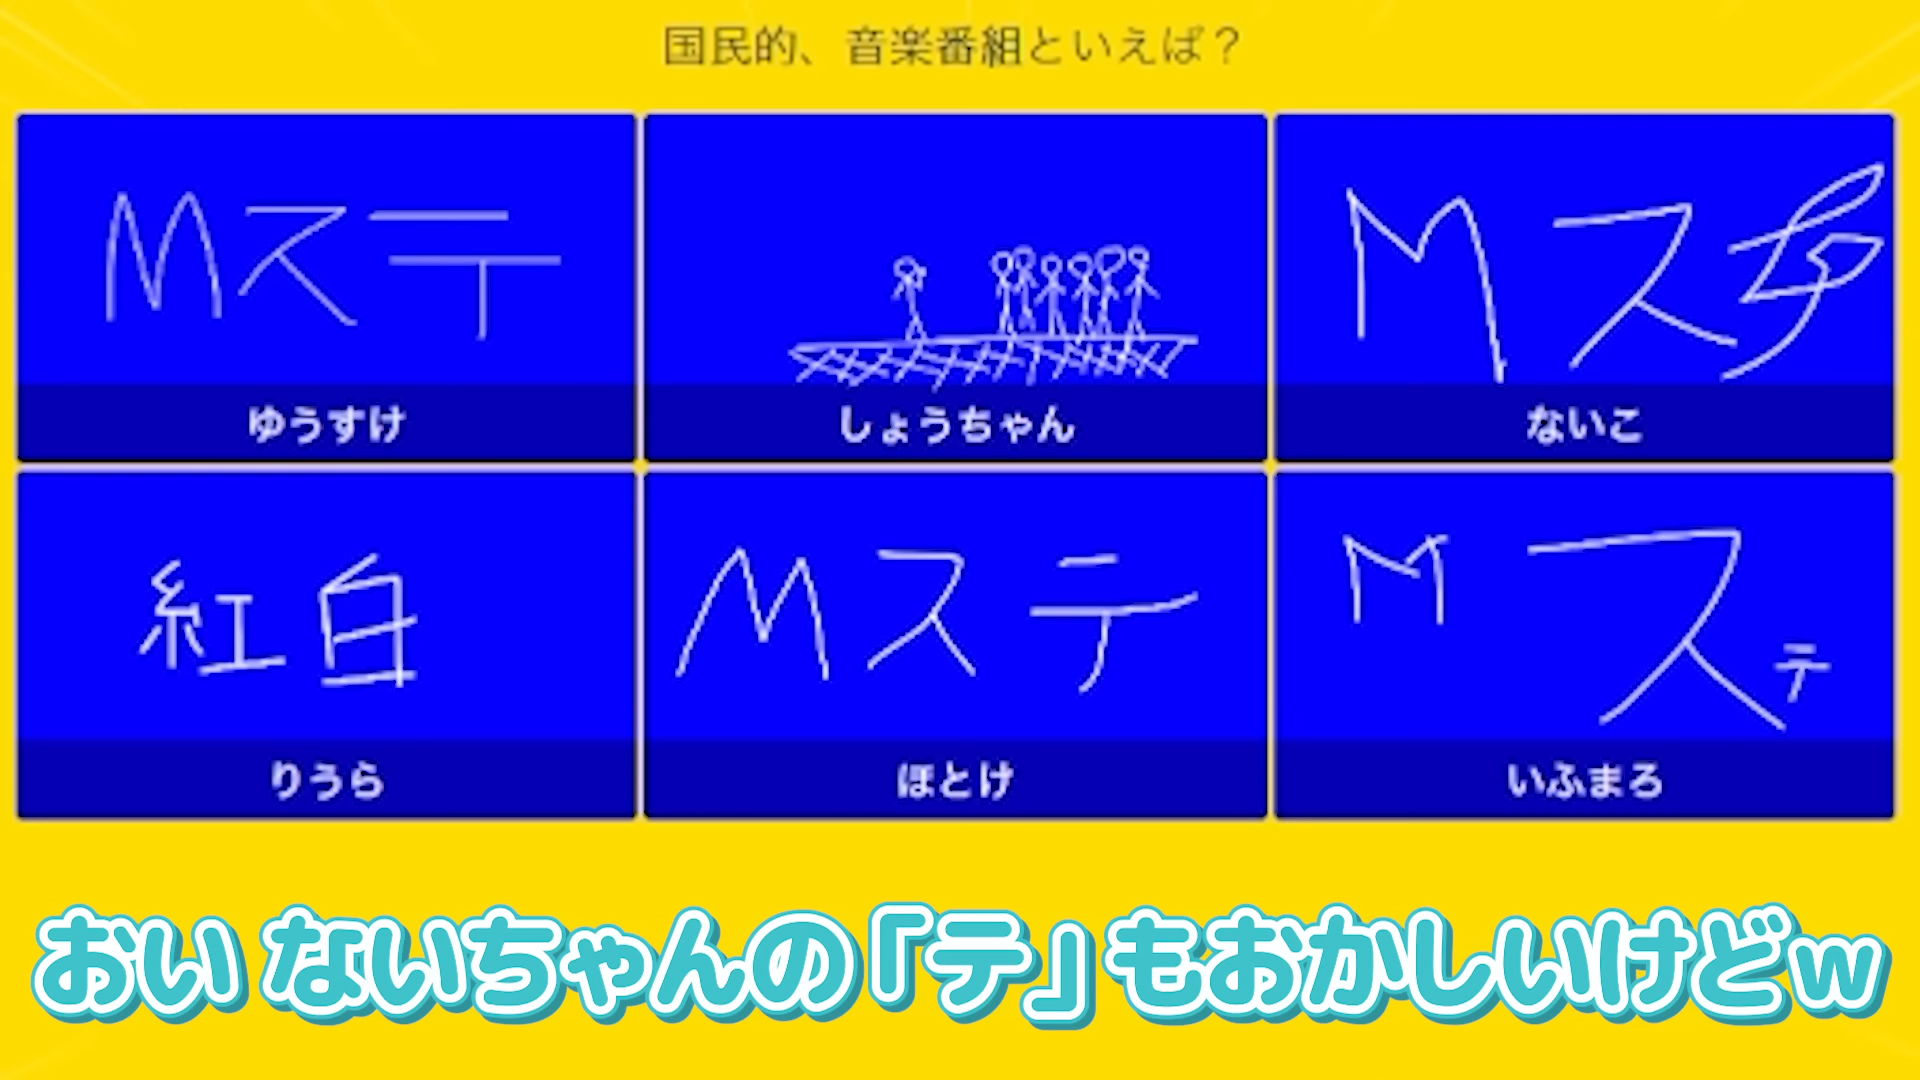 国民的、音楽番組といえば？
Mステ
ゆうすけ
しょうちゃん
Mステ
ないこ
紅白
りうら
Mステ
ほとけ
Mステ
いふまろ
おい ないちゃんの「テ」もおかしいけどw